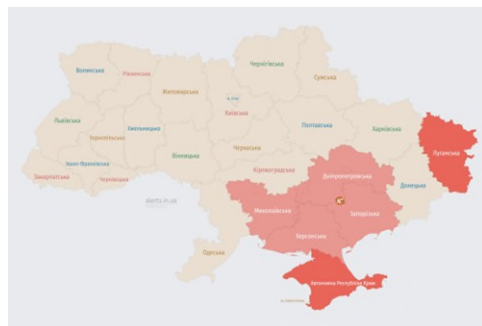 Чернігівська
Волинська
Рівненська
Сумська
Житомирська
м. Київ
Київська
Львівська
Тернопільська
Хмельницька
Полтавська
Харківська
Луганська
Черкаська
Вінницька
Івано-Франківська
Закарпатська
Чернівецька
Кіровоградська
Дніпропетровська
Донецька
alerts.in.ua
Миколаївська
Запорізька
Херсонська
Одеська
Автономна Республіка Крим